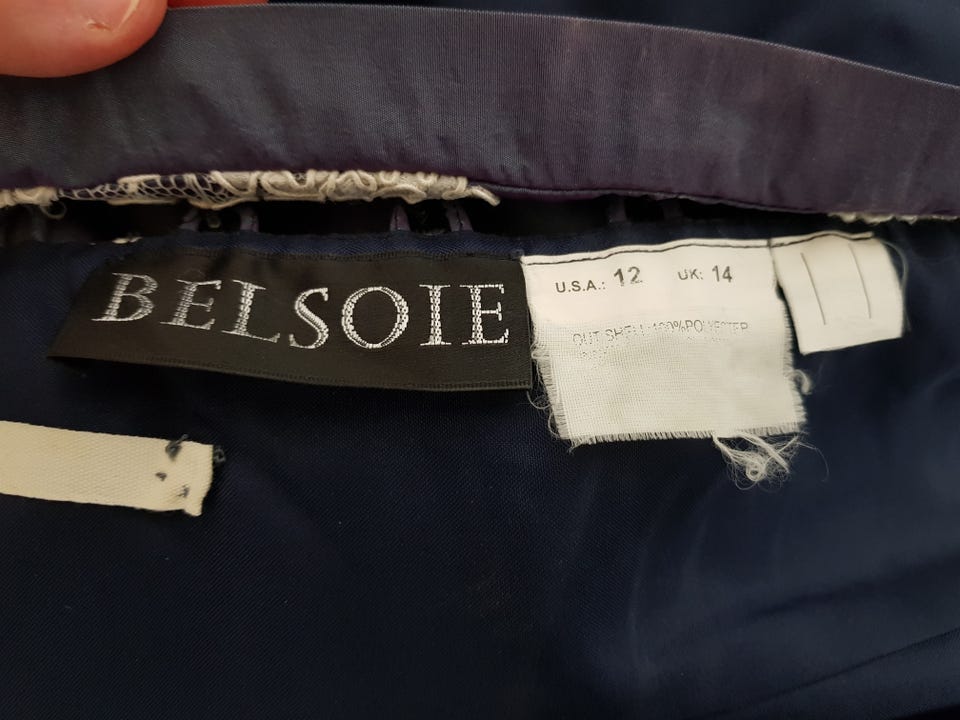 BELSOIE
U.S.A.: 12 UK: 14
OUT SHELL:100%POLYESTER